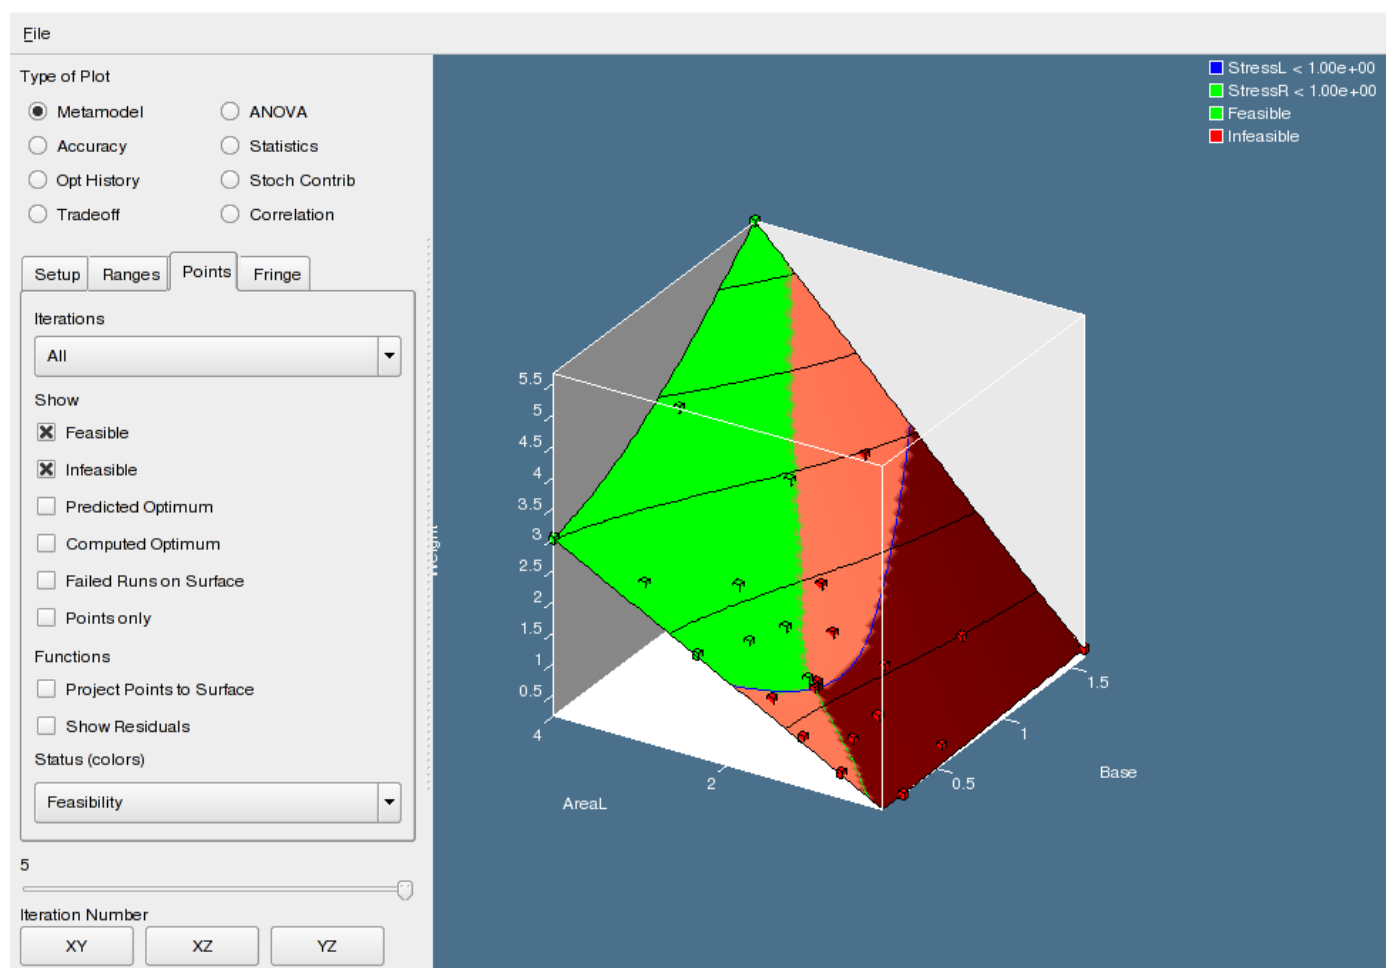 File
Type of Plot
Metamodel
ANOVA
Accuracy
Statistics
Opt History
Stoch Contrib
Tradeoff
Correlation
Setup
Ranges
Points
Fringe
Iterations
All
Show
Feasible
Infeasible
Predicted Optimum
Computed Optimum
Failed Runs on Surface
Points only
Functions
Project Points to Surface
Show Residuals
Status (colors)
Feasibility
5
Iteration Number
XY
XZ
YZ
StressL < 1.00e+00
StressR < 1.00e+00
Feasible
Infeasible
5.5
5
4.5
4
3.5
3
2.5
2
1.5
1
0.5
4
2
AreaL
0.5
1
1.5
Base